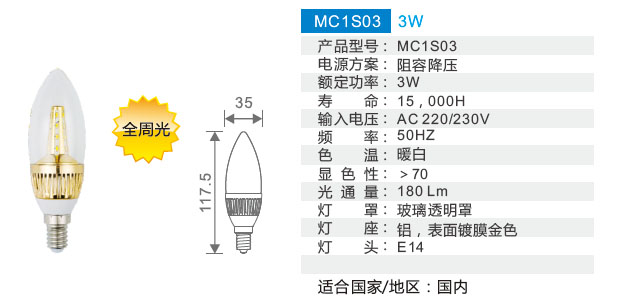 全周光
35
117.5
MC1S03 3W
产品型号: MC1S03
电源方案: 阻容降压
额定功率: 3W
寿 命: 15,000H
输入电压: AC 220/230V
频 率: 50HZ
色 温: 暖白
显 色 性: >70
光 通 量: 180 Lm
灯 罩: 玻璃透明罩
灯 座: 铝,表面镀膜金色
灯 头: E14
适合国家/地区: 国内